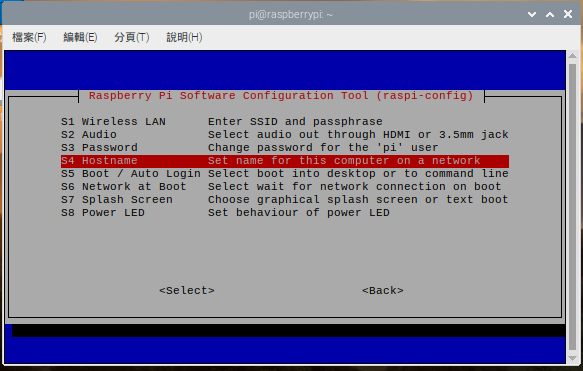 pi@raspberrypi: ~
檔案(F) 編輯(E) 分頁(T) 說明(H)
Raspberry Pi Software Configuration Tool (raspi-config)
S1 Wireless LAN Enter SSID and passphrase
S2 Audio Select audio out through HDMI or 3.5mm jack
S3 Password Change password for the 'pi' user
S4 Hostname Set name for this computer on a network
S5 Boot / Auto Login Select boot into desktop or to command line
S6 Network at Boot Select wait for network connection on boot
S7 Splash Screen Choose graphical splash screen or text boot
S8 Power LED Set behaviour of power LED
<Select> <Back>